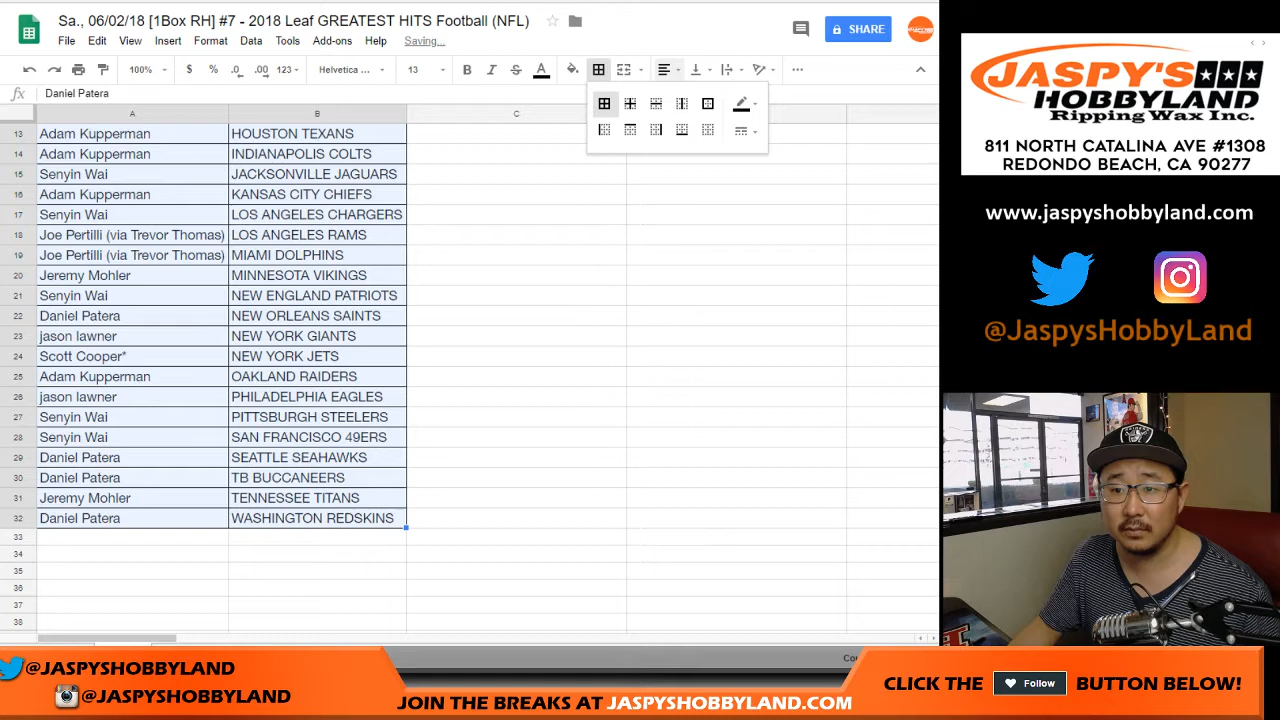 Sa., 06/02/18 [1Box RH] #7 - 2018 Leaf GREATEST HITS Football (NFL)
File Edit View Insert Format Data Tools Add-ons Help Saving...
SHARE
100% $ % .0 .00 123 Helvetica ... 13 B I S A
fx Daniel Patera
A B C
13 Adam Kupperman HOUSTON TEXANS
14 Adam Kupperman INDIANAPOLIS COLTS
15 Senyin Wai JACKSONVILLE JAGUARS
16 Adam Kupperman KANSAS CITY CHIEFS
17 Senyin Wai LOS ANGELES CHARGERS
18 Joe Pertilli (via Trevor Thomas) LOS ANGELES RAMS
19 Joe Pertilli (via Trevor Thomas) MIAMI DOLPHINS
20 Jeremy Mohler MINNESOTA VIKINGS
21 Senyin Wai NEW ENGLAND PATRIOTS
22 Daniel Patera NEW ORLEANS SAINTS
23 jason lawner NEW YORK GIANTS
24 Scott Cooper* NEW YORK JETS
25 Adam Kupperman OAKLAND RAIDERS
26 jason lawner PHILADELPHIA EAGLES
27 Senyin Wai PITTSBURGH STEELERS
28 Senyin Wai SAN FRANCISCO 49ERS
29 Daniel Patera SEATTLE SEAHAWKS
30 Daniel Patera TB BUCCANEERS
31 Jeremy Mohler TENNESSEE TITANS
32 Daniel Patera WASHINGTON REDSKINS
33
34
35
36
37
38
JASPY'S
HOBBYLAND
Ripping Wax Inc.
811 NORTH CATALINA AVE #1308
REDONDO BEACH, CA 90277
www.jaspyshobbyland.com
@JaspysHobbyLand
@JASPYSHOBBYLAND
@JASPYSHOBBYLAND
JOIN THE BREAKS AT JASPYSHOBBYLAND.COM
CLICK THE Follow BUTTON BELOW!